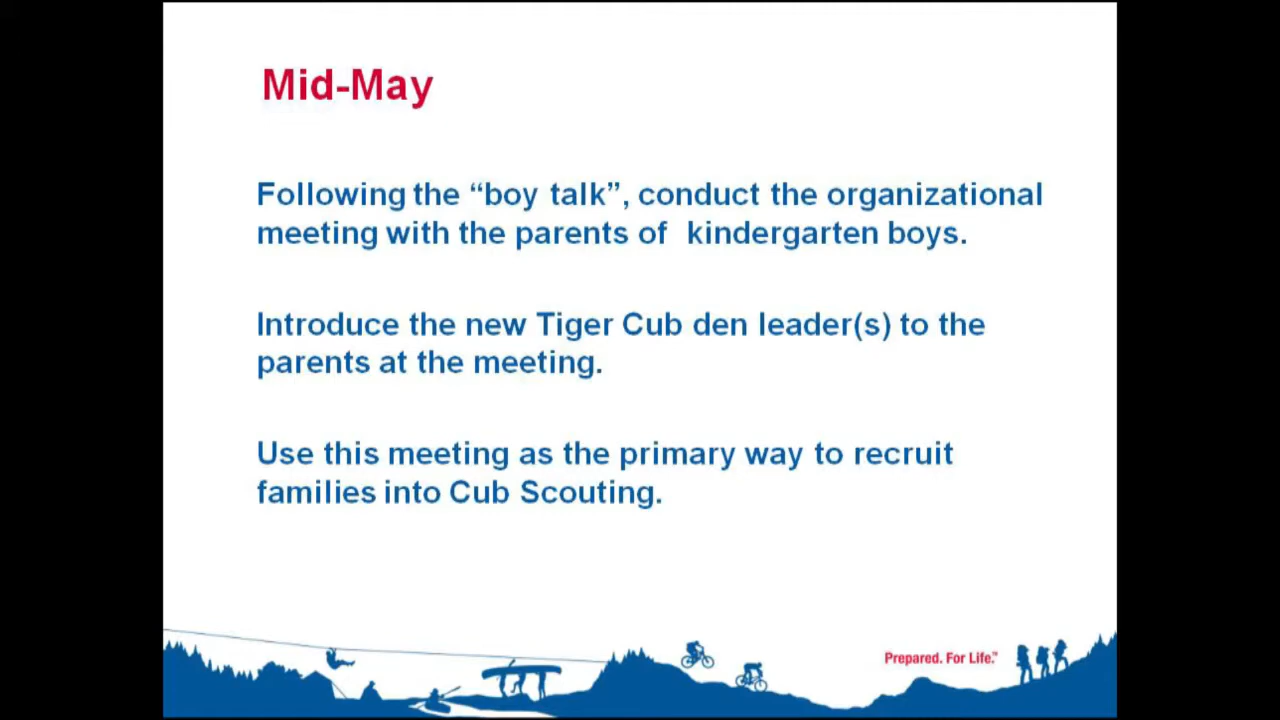 Mid-May
Following the “boy talk”, conduct the organizational
meeting with the parents of kindergarten boys.
Introduce the new Tiger Cub den leader(s) to the
parents at the meeting.
Use this meeting as the primary way to recruit
families into Cub Scouting.
Prepared. For Life.™